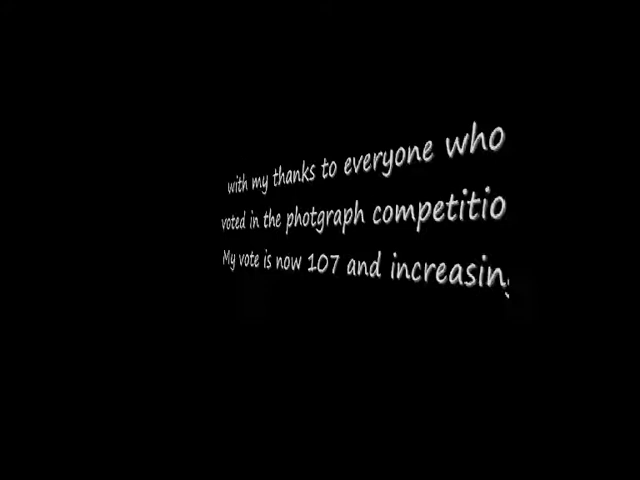 with my thanks to everyone who
voted in the photgraph competitio
My vote is now 107 and increasin